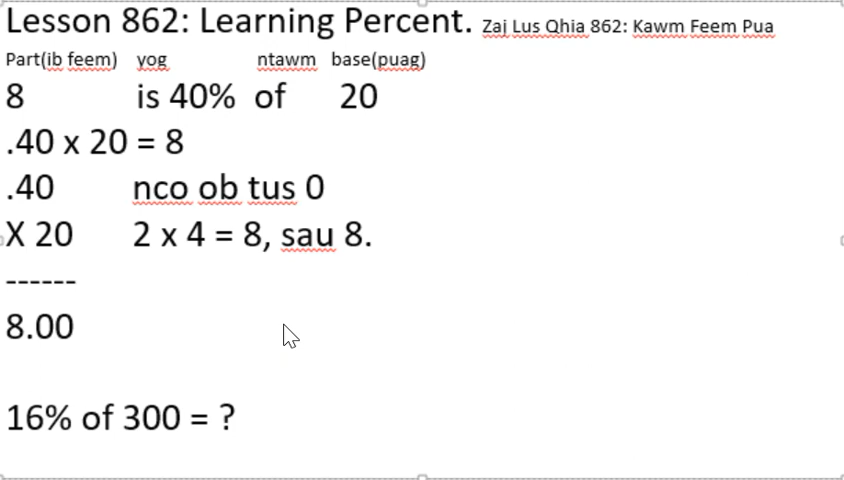 Lesson 862: Learning Percent. Zaj Lus Qhia 862: Kawm Feem Pua
Part(ib feem) yog ntawm base(puag)
8 is 40% of 20
.40 x 20 = 8
.40 nco ob tus 0
X 20 2 x 4 = 8, sau 8.
------
8.00
16% of 300 = ?